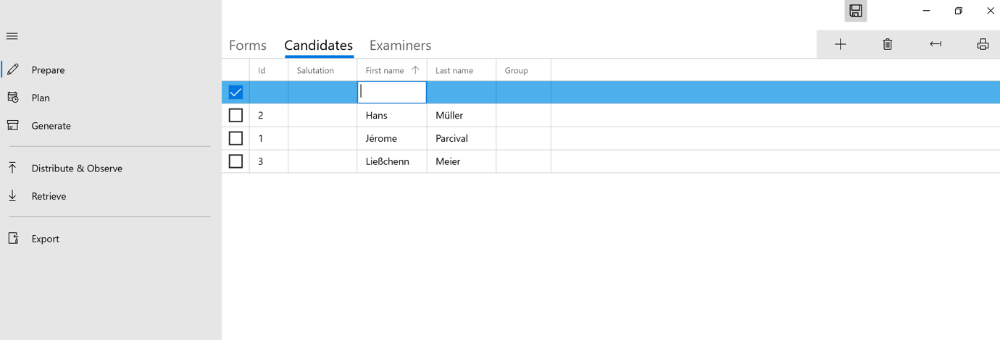 Forms Candidates Examiners
Prepare
Plan
Generate
Distribute & Observe
Retrieve
Export
Id Salutation First name Last name Group
2 Hans Müller
1 Jérome Parcival
3 Ließchenn Meier